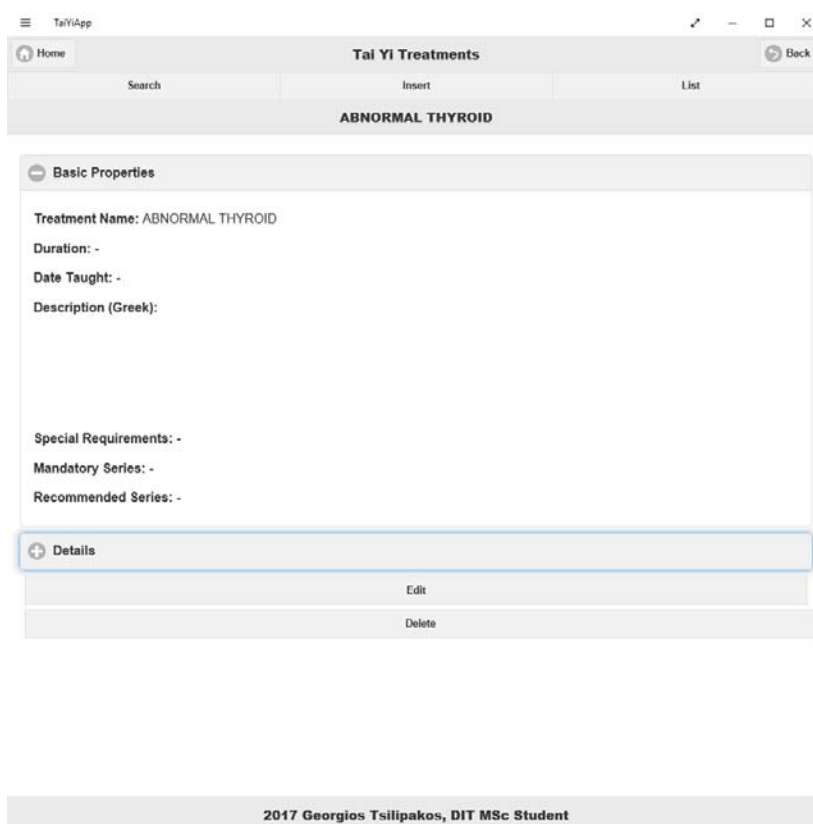 TaiYiApp
Home
Tai Yi Treatments
Back
Search
Insert
List
ABNORMAL THYROID
Basic Properties
Treatment Name: ABNORMAL THYROID
Duration: -
Date Taught: -
Description (Greek):
Special Requirements: -
Mandatory Series: -
Recommended Series: -
Details
Edit
Delete
2017 Georgios Tsilipakos, DIT MSc Student